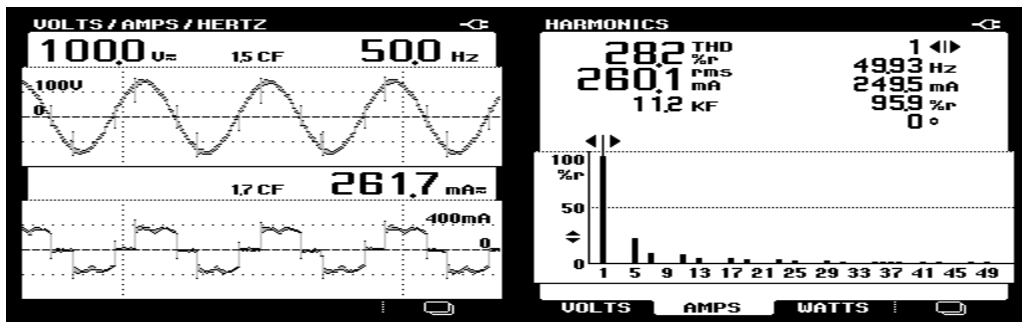 VOLTS/AMPS/HERTZ
100,0 V≂ 1,5 CF 50,0 Hz
100V
0
1,7 CF 261,7 mA≂
400mA
0
HARMONICS
28,2 THD %r
260,1 rms mA
11,2 KF
1 ◀|▶
49,93 Hz
249,5 mA
95,9 %r
0 °
100
%r
50
0
1 5 9 13 17 21 25 29 33 37 41 45 49
VOLTS AMPS WATTS